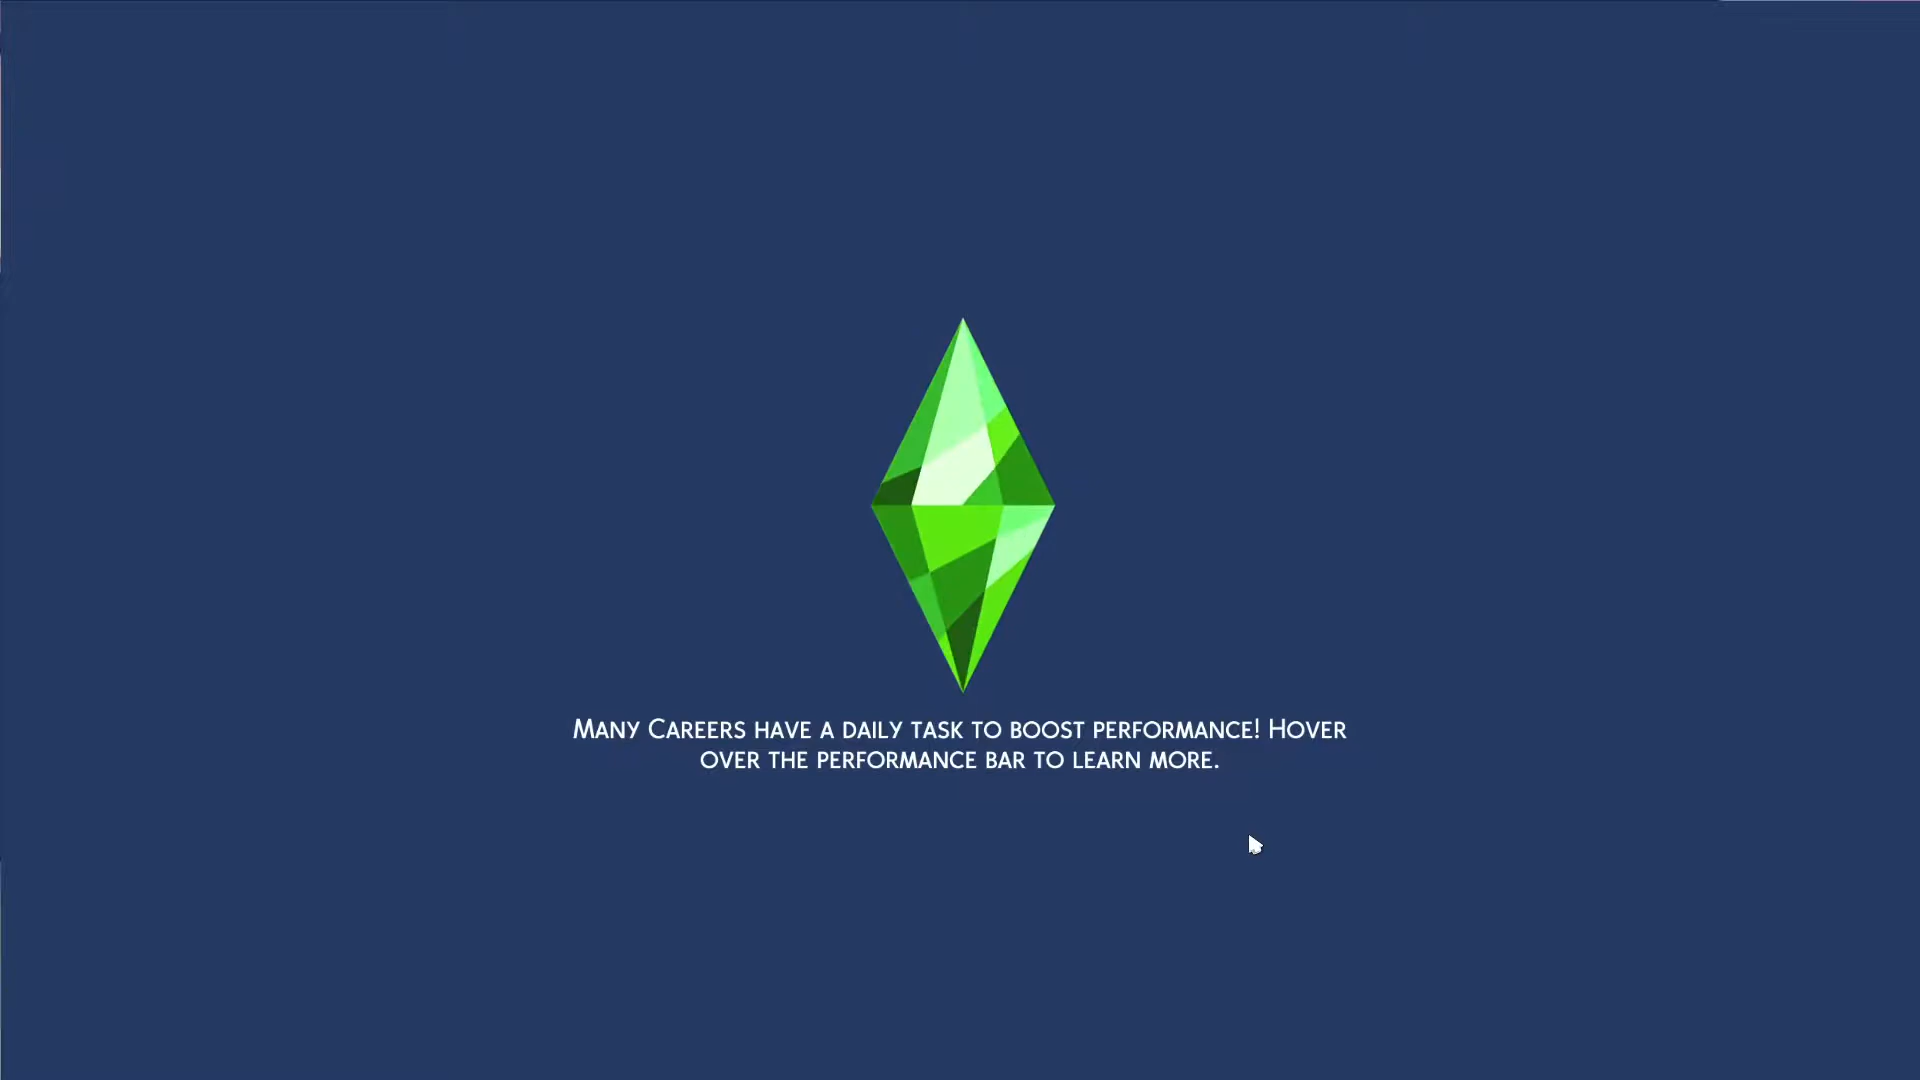 Many Careers have a daily task to boost performance! Hover
over the performance bar to learn more.